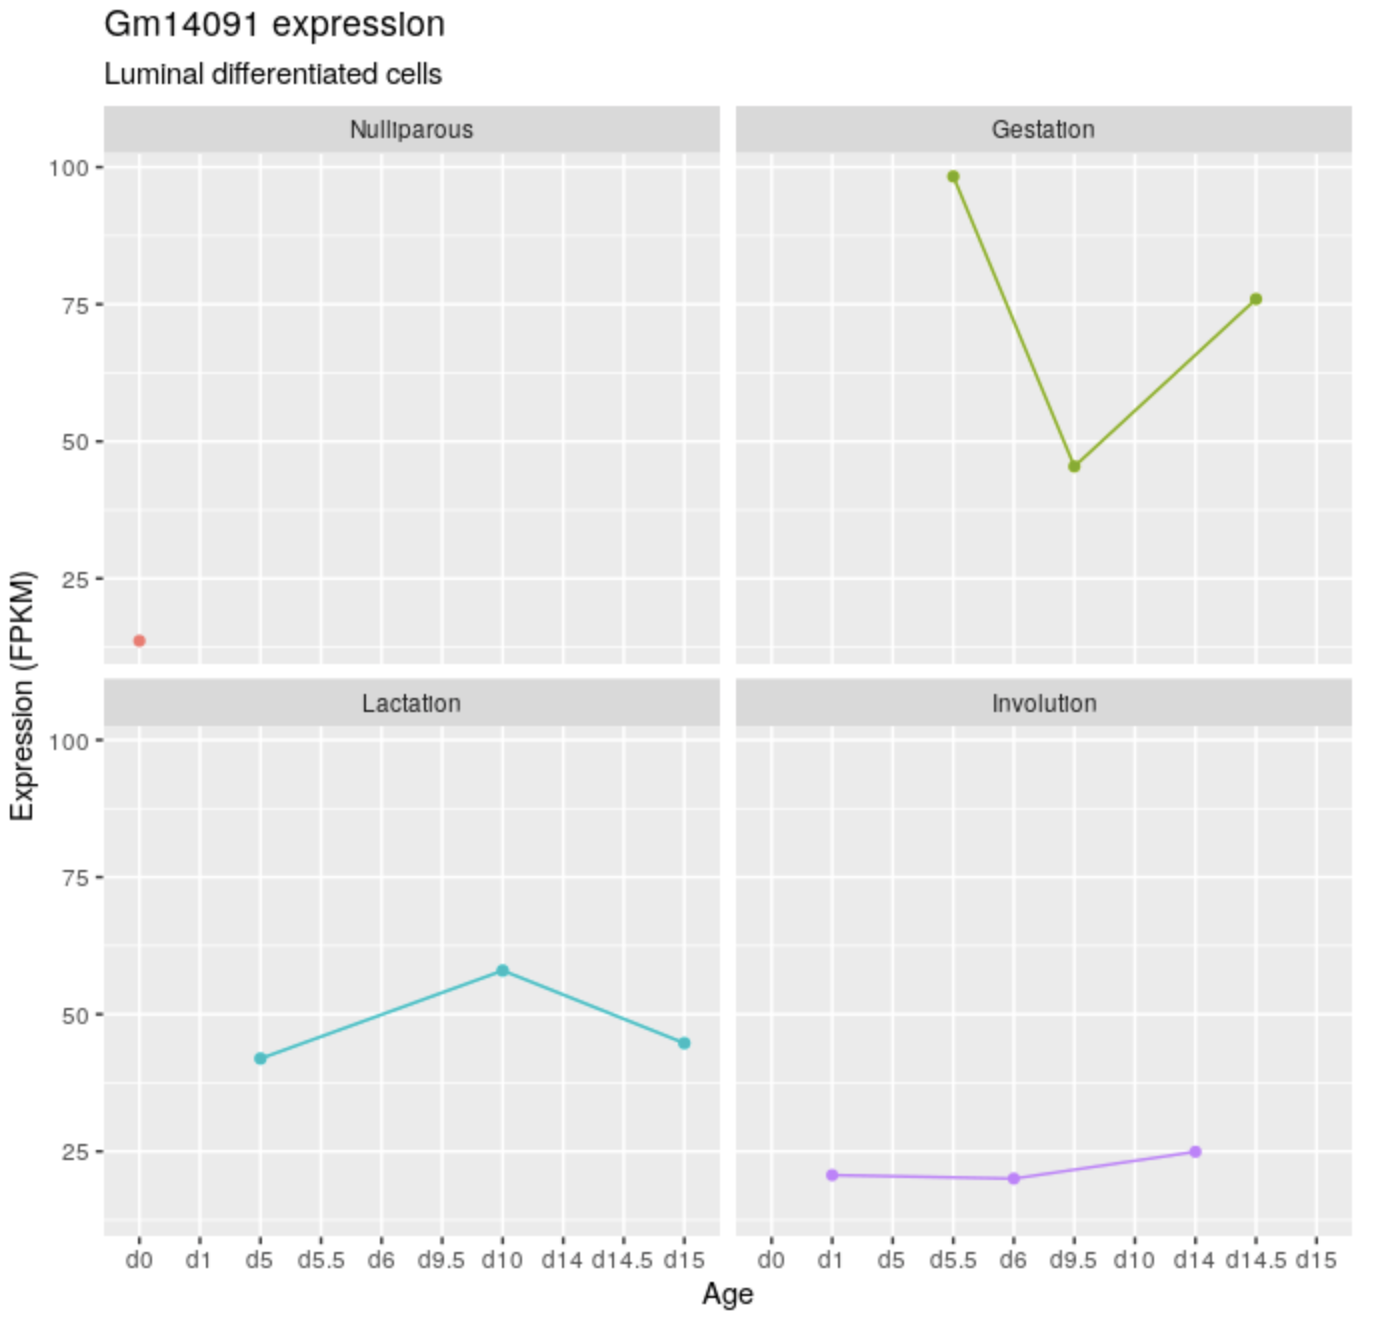 Gm14091 expression
Luminal differentiated cells
Nulliparous
Gestation
100
75
50
25
Lactation
Involution
100
75
50
25
Expression (FPKM)
d0 d1 d5 d5.5 d6 d9.5 d10 d14 d14.5 d15
d0 d1 d5 d5.5 d6 d9.5 d10 d14 d14.5 d15
Age